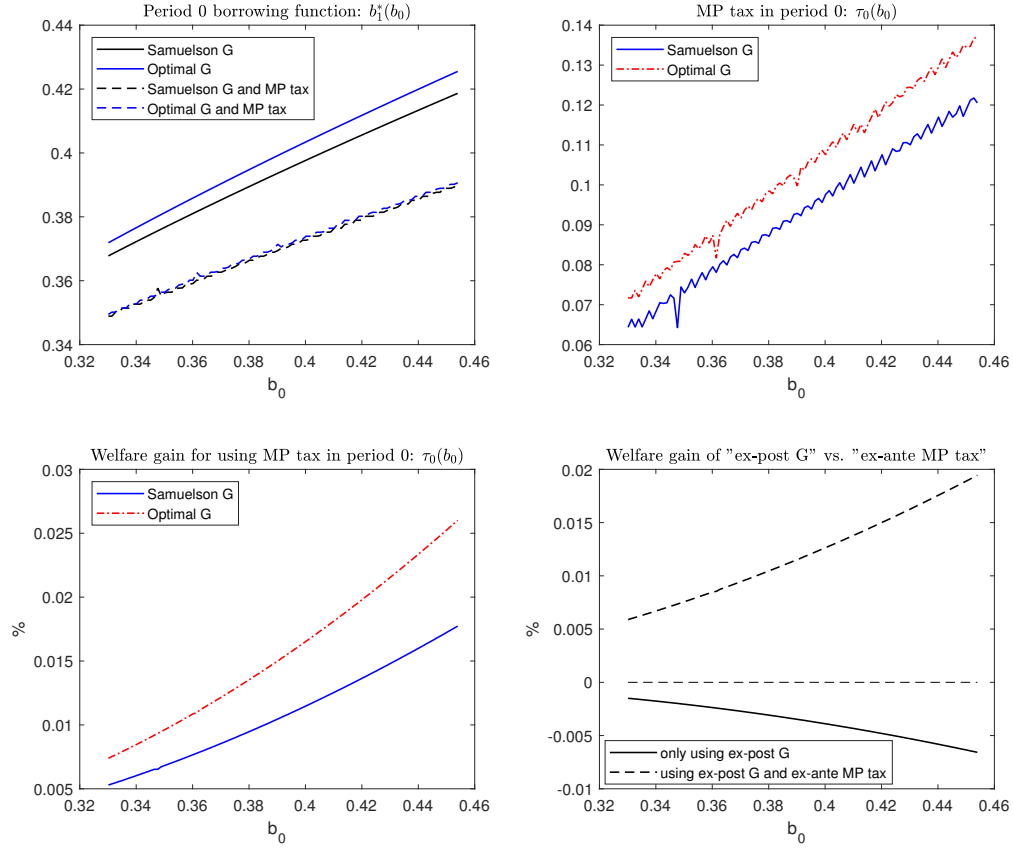 Period 0 borrowing function: b₁*(b₀)
0.44
0.42
0.4
0.38
0.36
0.34
Samuelson G
Optimal G
Samuelson G and MP tax
Optimal G and MP tax
0.32 0.34 0.36 0.38 0.4 0.42 0.44 0.46
b₀
MP tax in period 0: τ₀(b₀)
0.14
0.13
0.12
0.11
0.1
0.09
0.08
0.07
0.06
Samuelson G
Optimal G
0.32 0.34 0.36 0.38 0.4 0.42 0.44 0.46
b₀
Welfare gain for using MP tax in period 0: τ₀(b₀)
%
0.03
0.025
0.02
0.015
0.01
0.005
Samuelson G
Optimal G
0.32 0.34 0.36 0.38 0.4 0.42 0.44 0.46
b₀
Welfare gain of "ex-post G" vs. "ex-ante MP tax"
%
0.02
0.015
0.01
0.005
0
-0.005
-0.01
only using ex-post G
using ex-post G and ex-ante MP tax
0.32 0.34 0.36 0.38 0.4 0.42 0.44 0.46
b₀